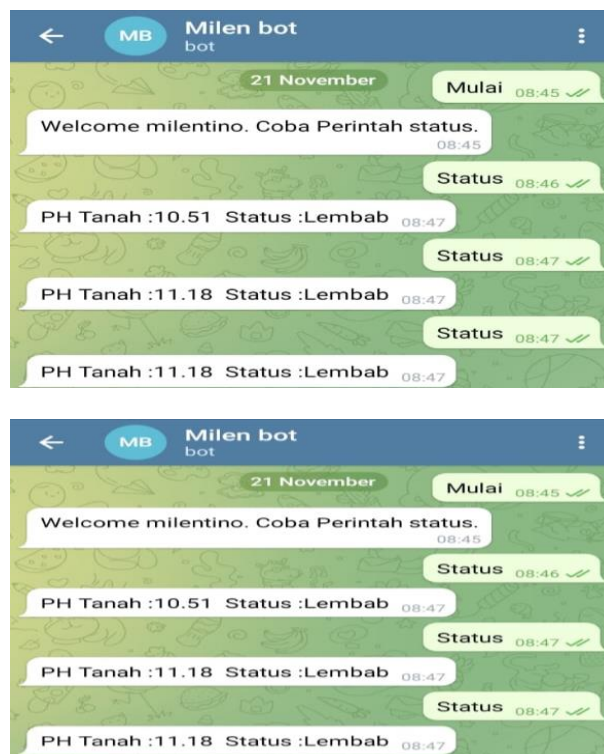 MB
Milen bot
bot
21 November
Mulai 08:45
Welcome milentino. Coba Perintah status.
08:45
Status 08:46
PH Tanah :10.51 Status :Lembab 08:47
Status 08:47
PH Tanah :11.18 Status :Lembab 08:47
Status 08:47
PH Tanah :11.18 Status :Lembab 08:47
MB
Milen bot
bot
21 November
Mulai 08:45
Welcome milentino. Coba Perintah status.
08:45
Status 08:46
PH Tanah :10.51 Status :Lembab 08:47
Status 08:47
PH Tanah :11.18 Status :Lembab 08:47
Status 08:47
PH Tanah :11.18 Status :Lembab 08:47